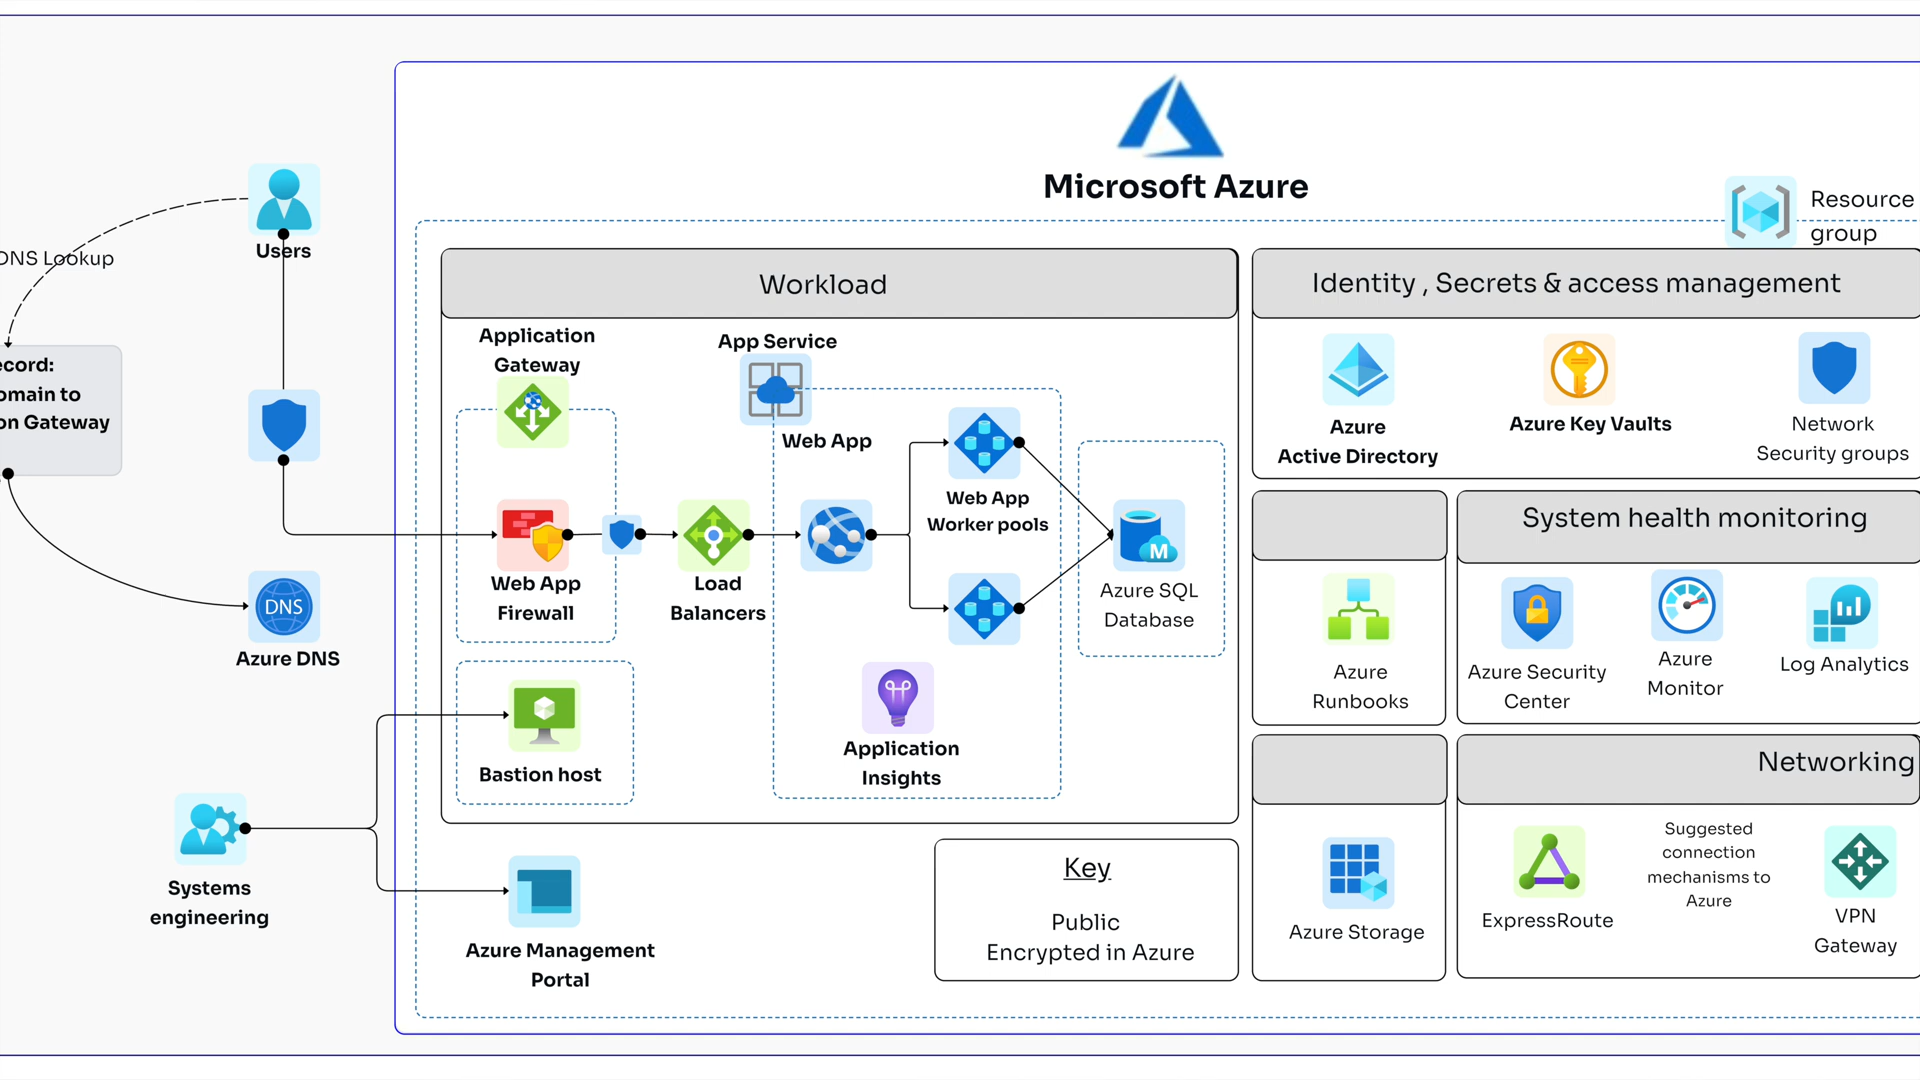 Microsoft Azure
Resource
group
Users
DNS Lookup
ecord:
omain to
on Gateway
DNS
Azure DNS
Systems
engineering
Workload
Application
Gateway
App Service
Web App
Web App
Worker pools
Web App
Firewall
Load
Balancers
M
Azure SQL
Database
Bastion host
Application
Insights
Azure Management
Portal
Key
Public
Encrypted in Azure
Identity , Secrets & access management
Azure
Active Directory
Azure Key Vaults
Network
Security groups
Azure
Runbooks
System health monitoring
Azure Security
Center
Azure
Monitor
Log Analytics
Azure Storage
Networking
ExpressRoute
Suggested
connection
mechanisms to
Azure
VPN
Gateway